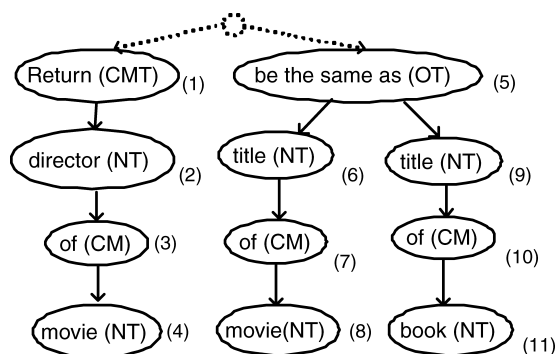 Return (CMT) (1) be the same as (OT) (5)
director (NT) (2) title (NT) (6) title (NT) (9)
of (CM) (3) of (CM) (7) of (CM) (10)
movie (NT) (4) movie(NT) (8) book (NT) (11)